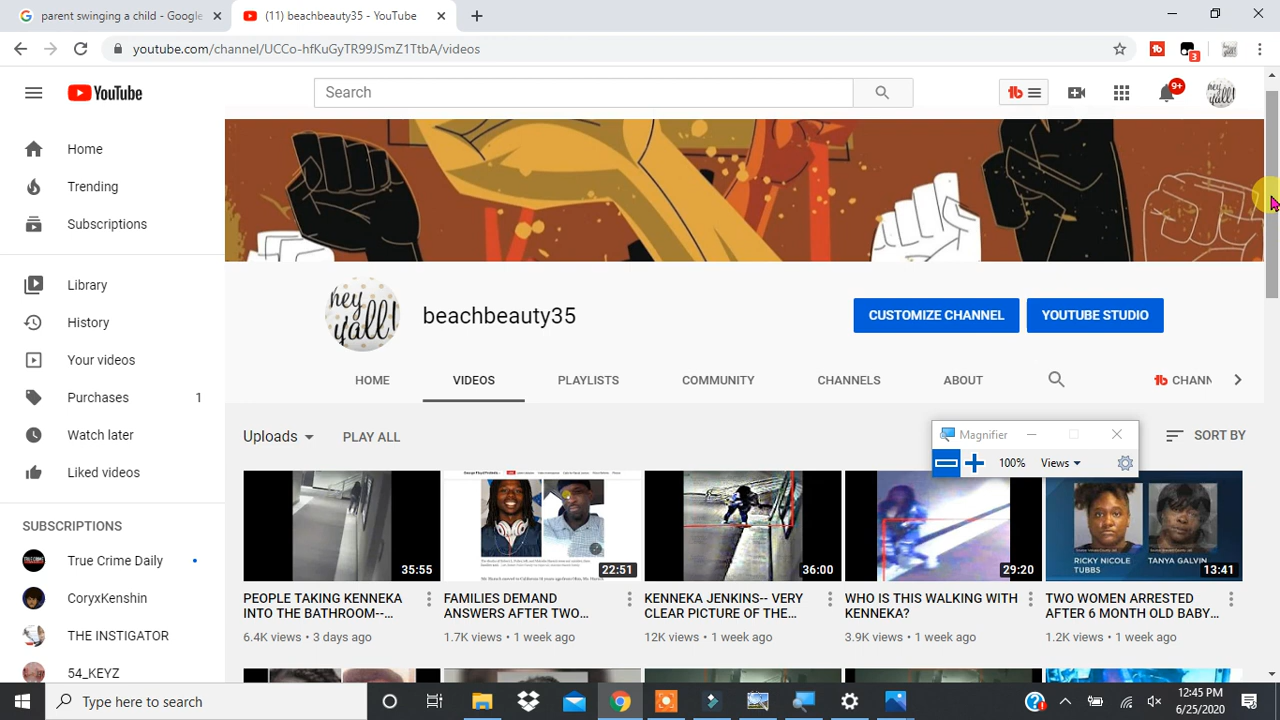 parent swinging a child - Google
(11) beachbeauty35 - YouTube
youtube.com/channel/UCCo-hfKuGyTR99JSmZ1TtbA/videos
3
YouTube
Search
9+
hey y'all!
Home
Trending
Subscriptions
Library
History
Your videos
Purchases 1
Watch later
Liked videos
SUBSCRIPTIONS
True Crime Daily
CoryxKenshin
THE INSTIGATOR
54_KEYZ
hey y'all!
beachbeauty35
CUSTOMIZE CHANNEL
YOUTUBE STUDIO
HOME VIDEOS PLAYLISTS COMMUNITY CHANNELS ABOUT CHANN
Uploads PLAY ALL
SORT BY
Magnifier
100% Views
35:55
PEOPLE TAKING KENNEKA
INTO THE BATHROOM--...
6.4K views • 3 days ago
22:51
FAMILIES DEMAND
ANSWERS AFTER TWO...
1.7K views • 1 week ago
36:00
KENNEKA JENKINS-- VERY
CLEAR PICTURE OF THE...
12K views • 1 week ago
29:20
WHO IS THIS WALKING WITH
KENNEKA?
3.9K views • 1 week ago
RICKY NICOLE
TUBBS
TANYA GALVIN
13:41
TWO WOMEN ARRESTED
AFTER 6 MONTH OLD BABY...
1.2K views • 1 week ago
Type here to search
12:45 PM
6/25/2020